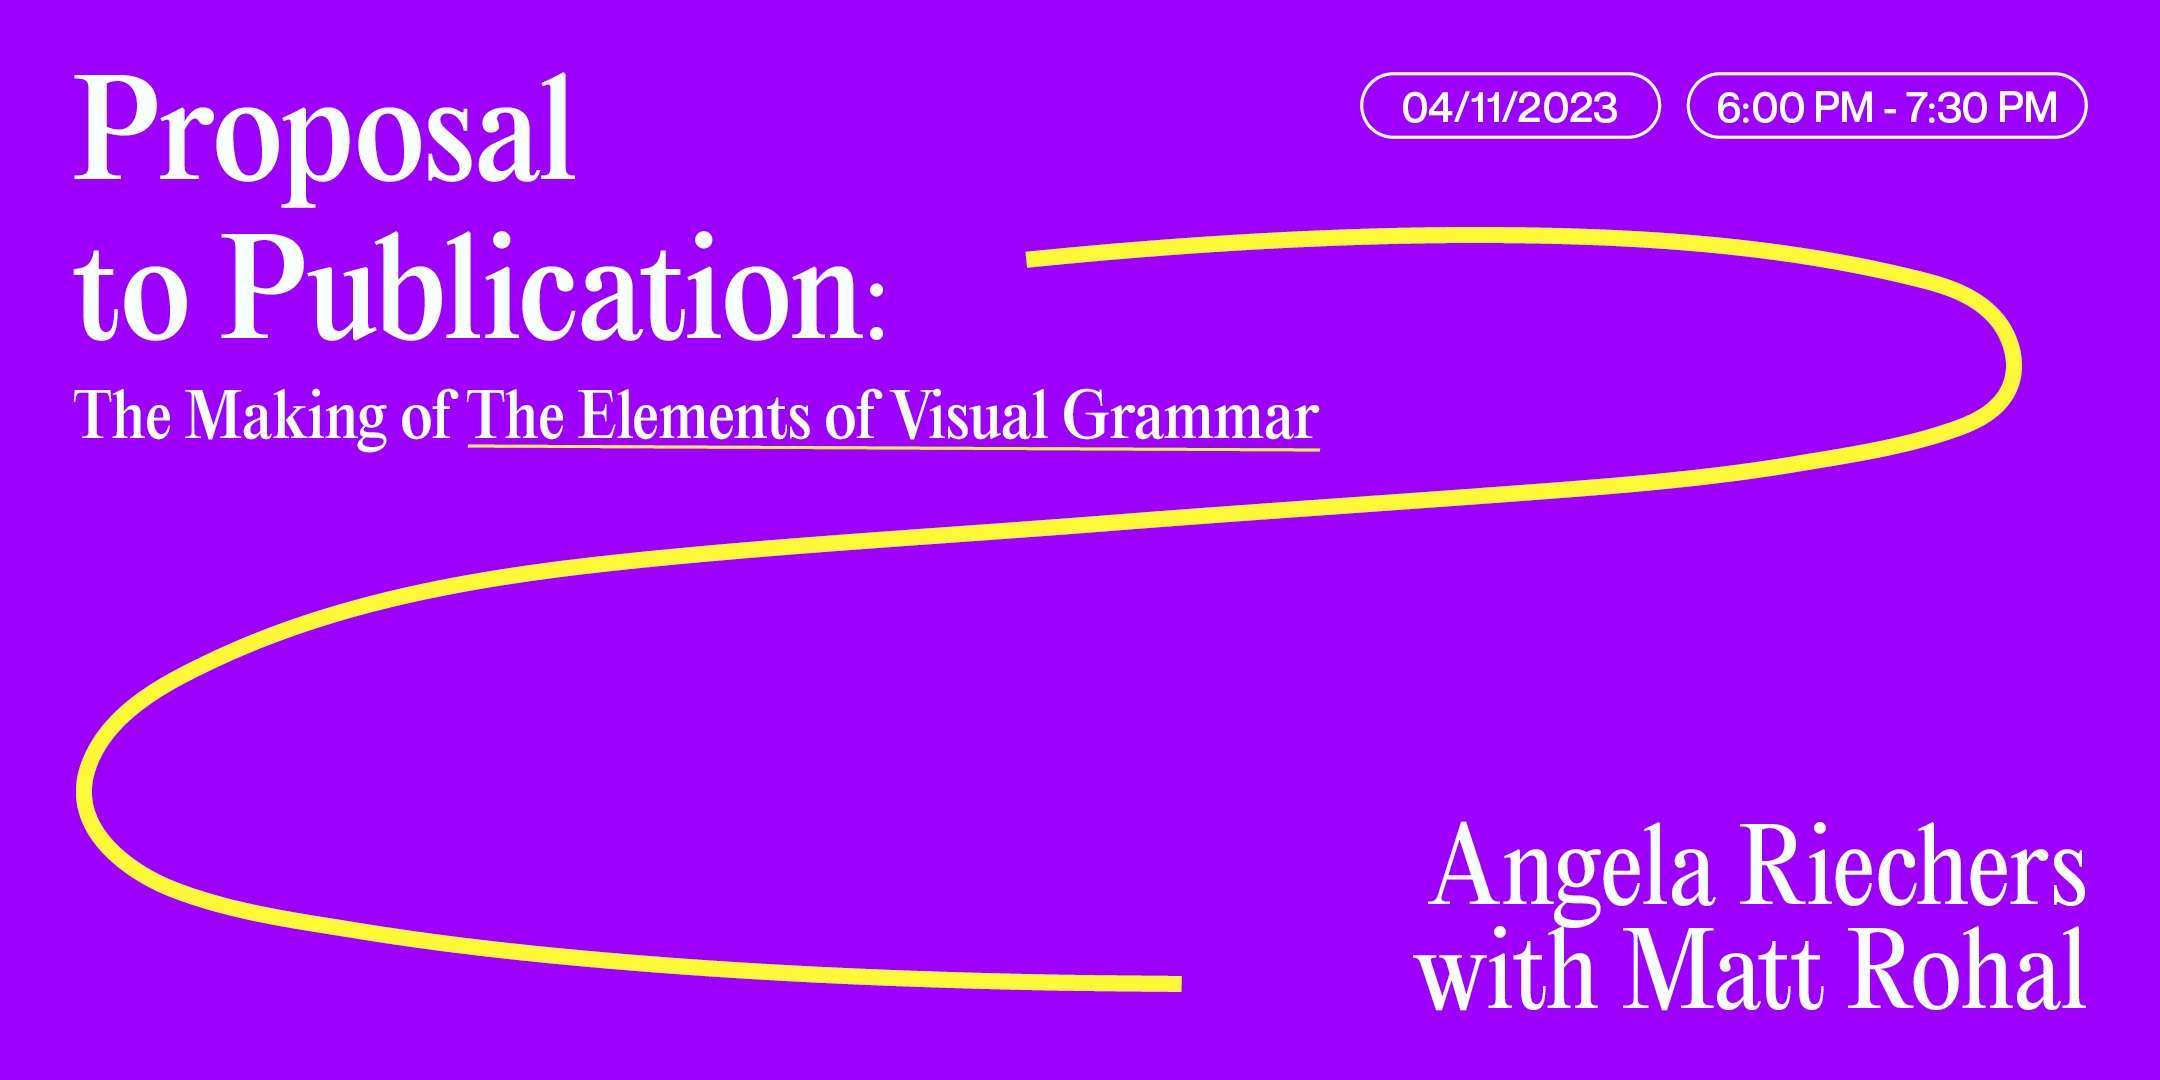 Proposal
to Publication:
The Making of The Elements of Visual Grammar
04/11/2023
6:00 PM - 7:30 PM
Angela Riechers
with Matt Rohal